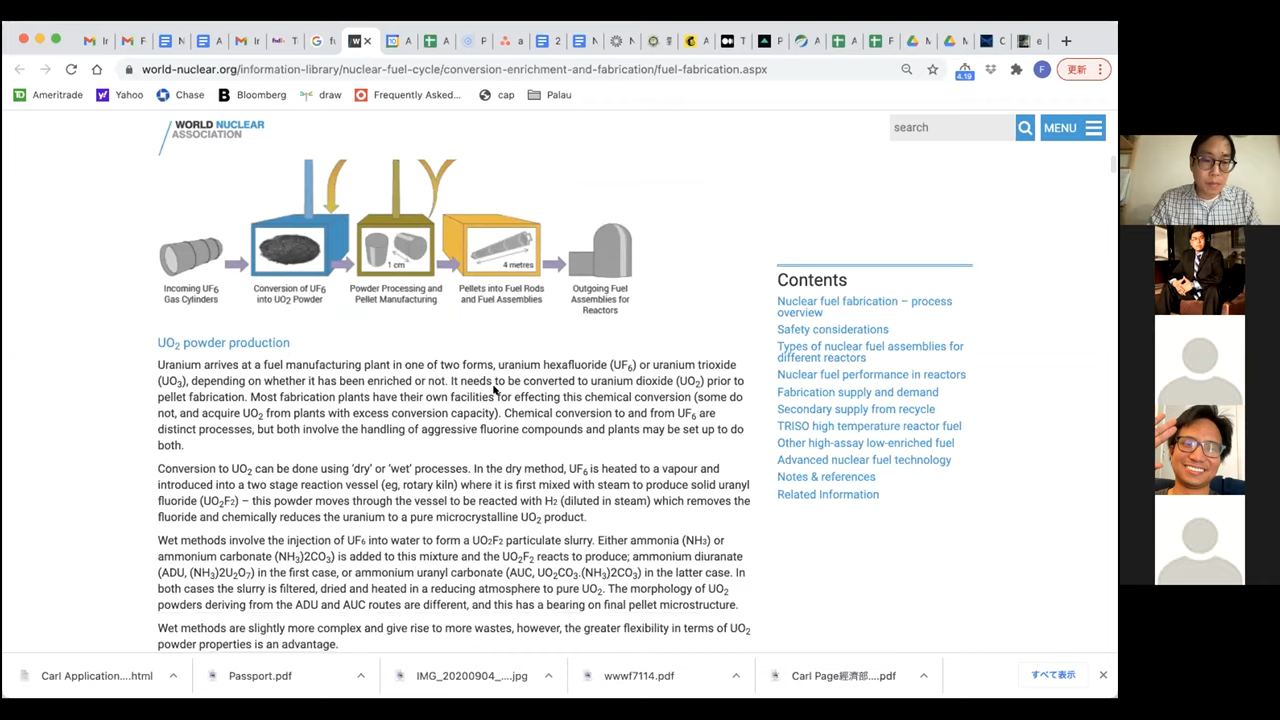 Ir
F
N
A
Ir
T
fu
w
A
A
P
a
2
N
N
g
A
T
P
A
A
F
N
N
C
e
world-nuclear.org/information-library/nuclear-fuel-cycle/conversion-enrichment-and-fabrication/fuel-fabrication.aspx
4.19
F
更新
Ameritrade
Yahoo
Chase
Bloomberg
draw
Frequently Asked...
cap
Palau
WORLD NUCLEAR
ASSOCIATION
search
MENU
1 cm
4 metres
Incoming UF6
Gas Cylinders
Conversion of UF6
into UO2 Powder
Powder Processing and
Pellet Manufacturing
Pellets into Fuel Rods
and Fuel Assemblies
Outgoing Fuel
Assemblies for
Reactors
UO2 powder production
Uranium arrives at a fuel manufacturing plant in one of two forms, uranium hexafluoride (UF6) or uranium trioxide
(UO3), depending on whether it has been enriched or not. It needs to be converted to uranium dioxide (UO2) prior to
pellet fabrication. Most fabrication plants have their own facilities for effecting this chemical conversion (some do
not, and acquire UO2 from plants with excess conversion capacity). Chemical conversion to and from UF6 are
distinct processes, but both involve the handling of aggressive fluorine compounds and plants may be set up to do
both.
Conversion to UO2 can be done using 'dry' or 'wet' processes. In the dry method, UF6 is heated to a vapour and
introduced into a two stage reaction vessel (eg, rotary kiln) where it is first mixed with steam to produce solid uranyl
fluoride (UO2F2) – this powder moves through the vessel to be reacted with H2 (diluted in steam) which removes the
fluoride and chemically reduces the uranium to a pure microcrystalline UO2 product.
Wet methods involve the injection of UF6 into water to form a UO2F2 particulate slurry. Either ammonia (NH3) or
ammonium carbonate (NH3)2CO3) is added to this mixture and the UO2F2 reacts to produce; ammonium diuranate
(ADU, (NH3)2U2O7) in the first case, or ammonium uranyl carbonate (AUC, UO2CO3.(NH3)2CO3) in the latter case. In
both cases the slurry is filtered, dried and heated in a reducing atmosphere to pure UO2. The morphology of UO2
powders deriving from the ADU and AUC routes are different, and this has a bearing on final pellet microstructure.
Wet methods are slightly more complex and give rise to more wastes, however, the greater flexibility in terms of UO2
powder properties is an advantage.
Contents
Nuclear fuel fabrication – process
overview
Safety considerations
Types of nuclear fuel assemblies for
different reactors
Nuclear fuel performance in reactors
Fabrication supply and demand
Secondary supply from recycle
TRISO high temperature reactor fuel
Other high-assay low-enriched fuel
Advanced nuclear fuel technology
Notes & references
Related Information
Carl Application....html
Passport.pdf
IMG_20200904_....jpg
wwwf7114.pdf
Carl Page經濟部....pdf
すべて表示